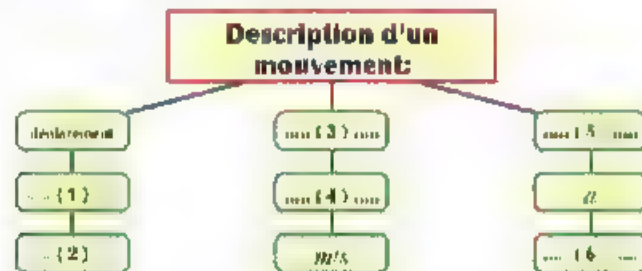 Description d'un
mouvement:
déplacement
.... (3) ....
.... (5 ....
... (1)
.... (4) ....
a
.. (2)
m/s
.... (6 ....